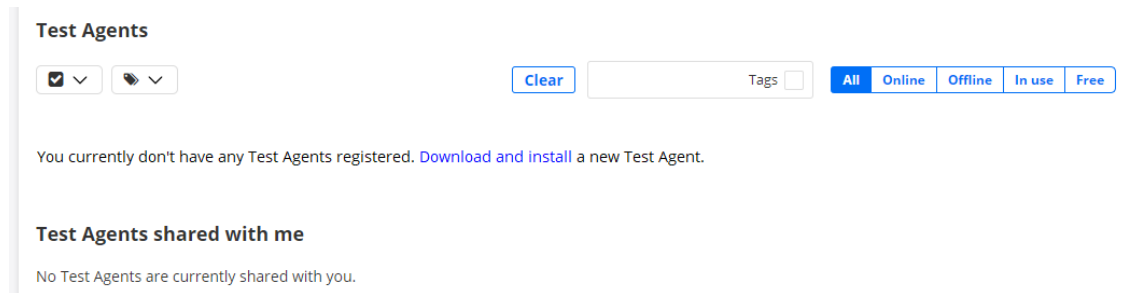 Test Agents
Clear Tags All Online Offline In use Free
You currently don't have any Test Agents registered. Download and install a new Test Agent.
Test Agents shared with me
No Test Agents are currently shared with you.